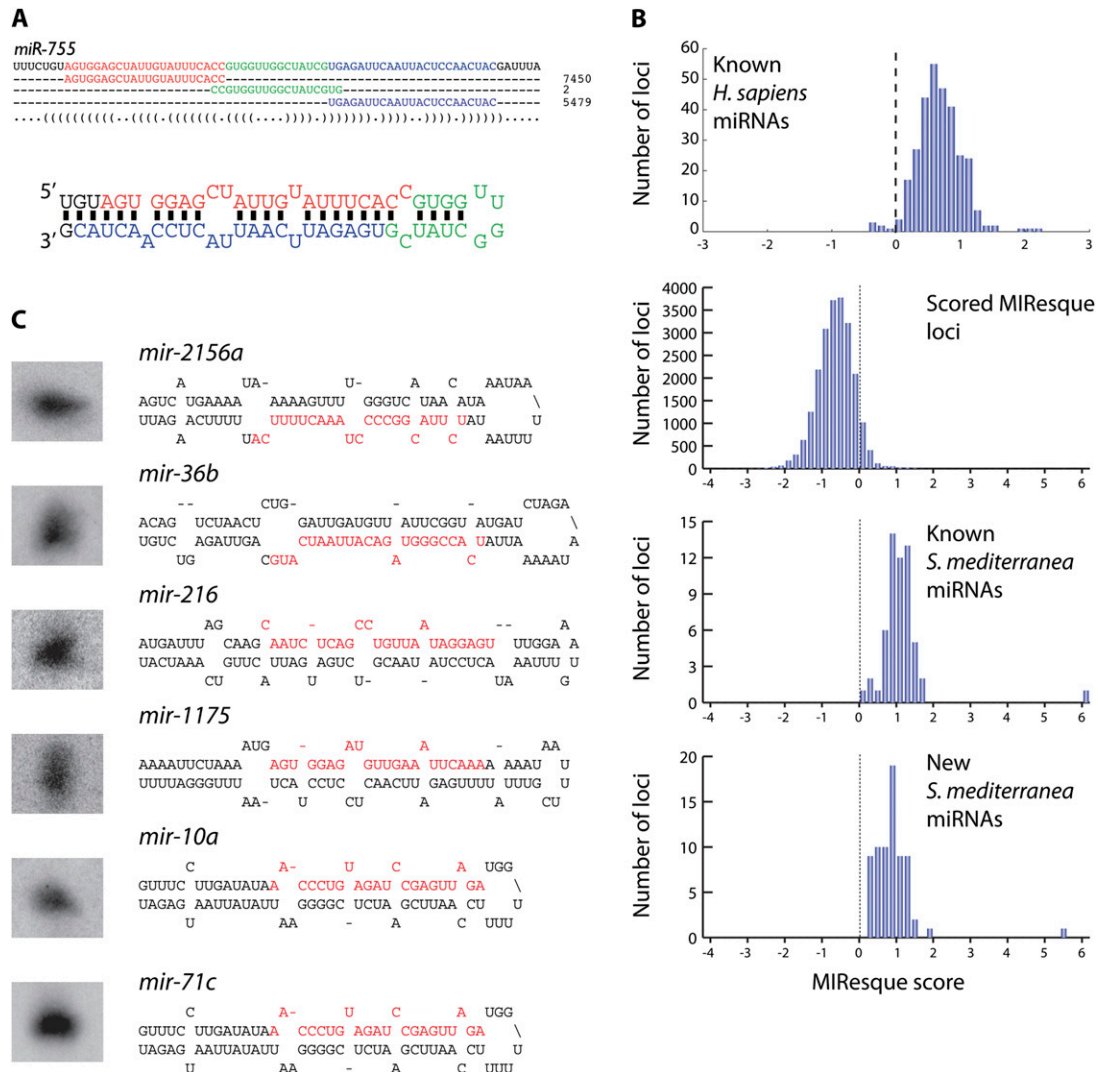 A
miR-755
UUUCUGUAGUGGAGCUAUUGUAUUUCACCGUGGUUGGCUAUCGUGAGAUUCAAUUACUCCAACUACGAUUUA
-------AGUGGAGCUAUUGUAUUUCACC------------------------------------------- 7450
---------------------------CCGUGGUUGGCUAUCGUG--------------------------- 2
-------------------------------------------UGAGAUUCAAUUACUCCAACUAC------ 5479
5' UGUAGU GGAG CU AUUG U AUUUCAC C GUGG U U
G
3' GCAUCA A CCUC AU UAAU C UUAGAGU G C UAUC G
C
mir-2156a
A UA- U- A C AAUAA
AGUC UGAAAA AAAAGUUU GGGUC UAA AUA \
UUAG ACUUUU UUUUCAAA CCCGG AUU UAU U
A UAC UC C C AAUUU
mir-36b
-- CUG- - - CUAGA
ACAG UCUAACU GAUUGAUGUU AUUCGGU AUGAU \
UGUC AGAUUGA CUAAUUACAG UGGGCCA UAUUA A
UG CGUA A C AAAAU
mir-216
AG C - CC A -- A
AUGAUUU CAAG AAUC UCAG UGUUA UAGGAGU UUGGA A
UACUAAA GUUC UUAG AGUC GCAAU AUCCUCA AAUUU U
CU A U U- - UA G
mir-1175
AUG - AU A - AA
AAAAUUCUAAA AGU GGAG GUUGAA UUCAAAA AAAAU U
UUUUAGGGUUU UCA CCUC CAACUU GAGUUUU UUUUG U
AA- U CU A A CU
mir-10a
C A- U C A UGG
GUUUC UUGAUAUAA CCCUG AGAU CGAGUU GA \
UAGAG AAUUAUAUU GGGGC UCUA GCUUAA CU U
U AA - A C UUU
mir-71c
C A- U C A UGG
GUUUC UUGAUAUAA CCCUG AGAU CGAGUU GA \
UAGAG AAUUAUAUU GGGGC UCUA GCUUAA CU U
U AA - A C UUU
B
Number of loci
60
50
40
30
20
10
0
Known
H. sapiens
miRNAs
-3 -2 -1 0 1 2 3
Number of loci
4000
3500
3000
2500
2000
1500
1000
500
0
Scored MIResque
loci
-4 -3 -2 -1 0 1 2 3 4 5 6
Number of loci
15
12
9
6
3
0
Known
S. mediterranea
miRNAs
-4 -3 -2 -1 0 1 2 3 4 5 6
Number of loci
20
15
10
5
0
New
S. mediterranea
miRNAs
-4 -3 -2 -1 0 1 2 3 4 5 6
MIResque score